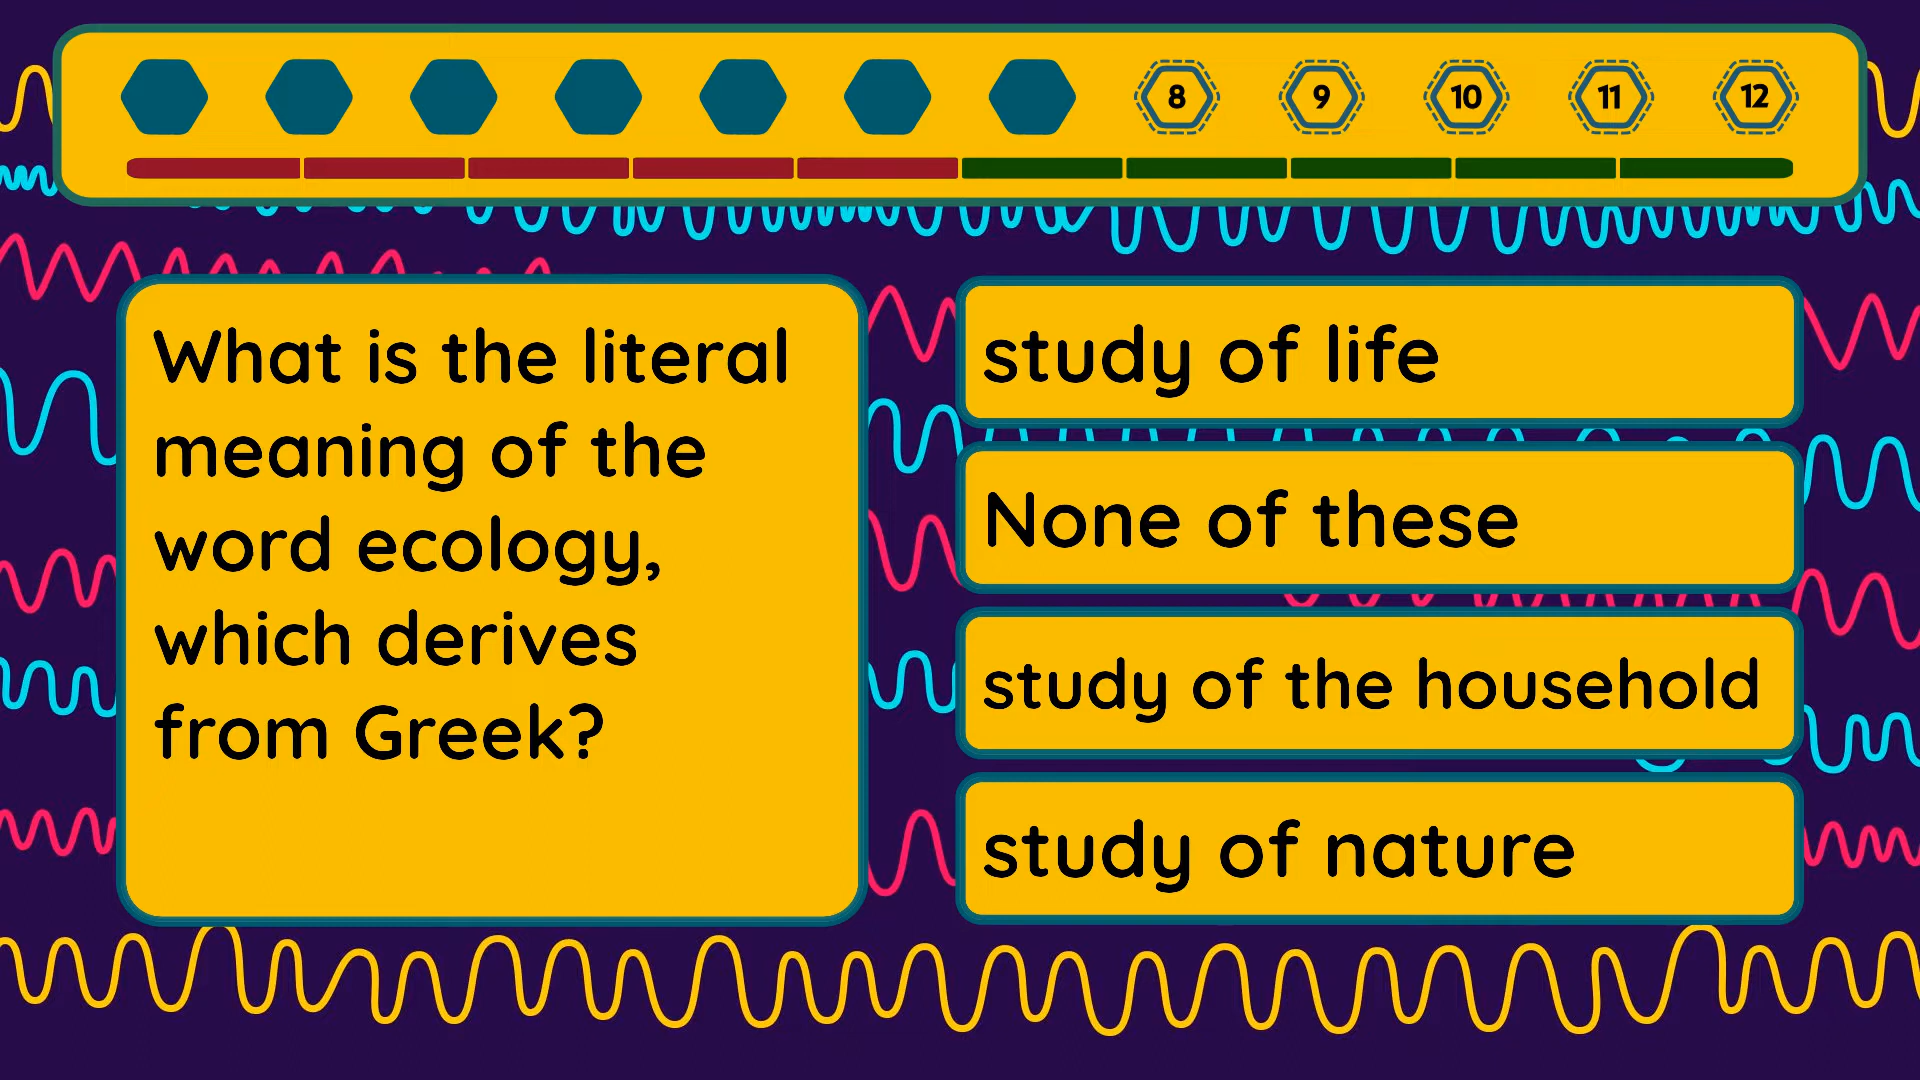 8 9 10 11 12
What is the literal
meaning of the
word ecology,
which derives
from Greek?
study of life
None of these
study of the household
study of nature